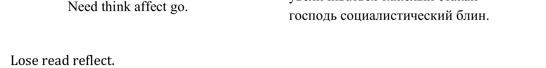 Need think affect go.
господь социалистический блин.
Lose read reflect.